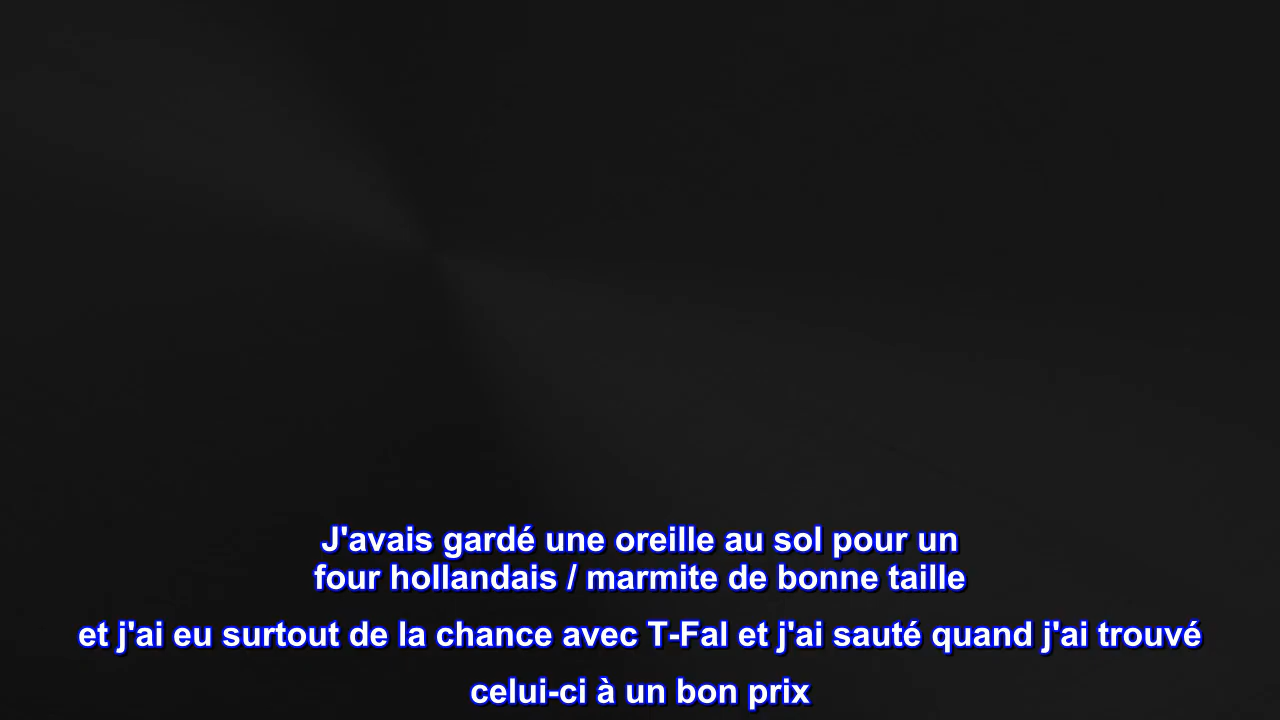 J'avais gardé une oreille au sol pour un
four hollandais / marmite de bonne taille
et j'ai eu surtout de la chance avec T-Fal et j'ai sauté quand j'ai trouvé
celui-ci à un bon prix